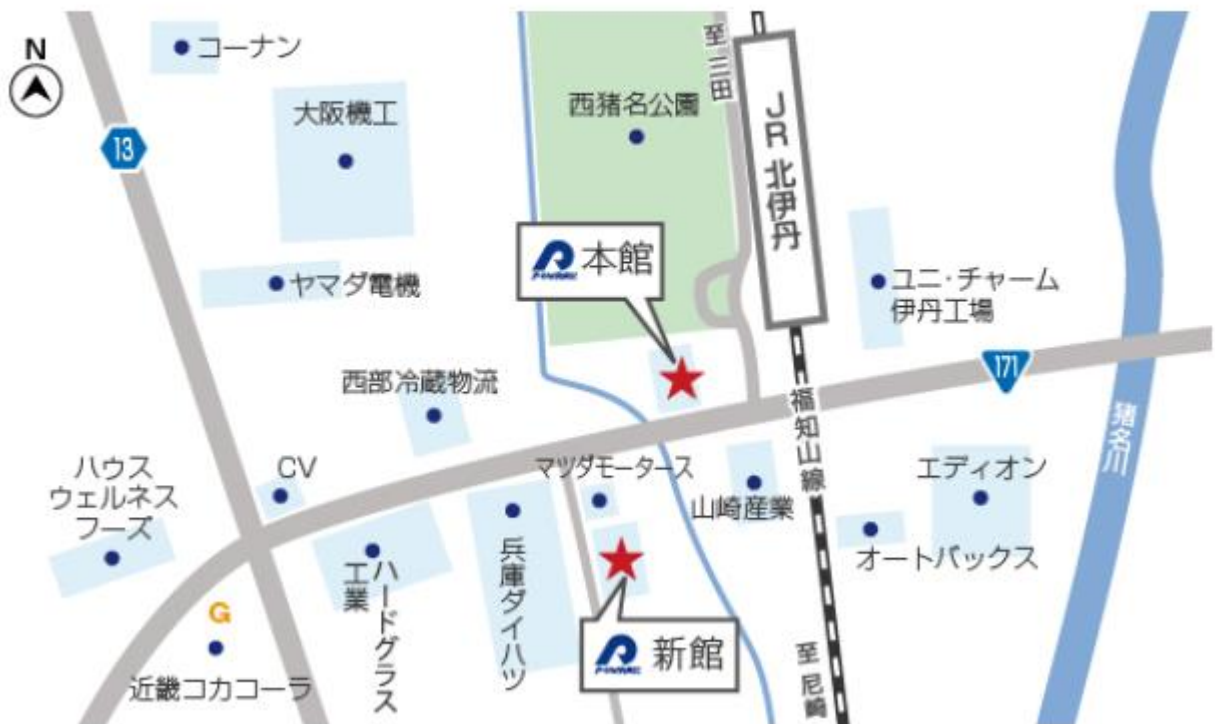 N
コーナン
大阪機工
13
ヤマダ電機
西猪名公園
至 三田
JR 北伊丹
本館
ユニ・チャーム
伊丹工場
171
西部冷蔵物流
福知山線
猪名川
ハウス
ウェルネス
フーズ
CV
マツダモータース
山崎産業
エディオン
オートバックス
ハードグラス
工業
兵庫ダイハツ
G
近畿コカコーラ
新館
至 尼崎